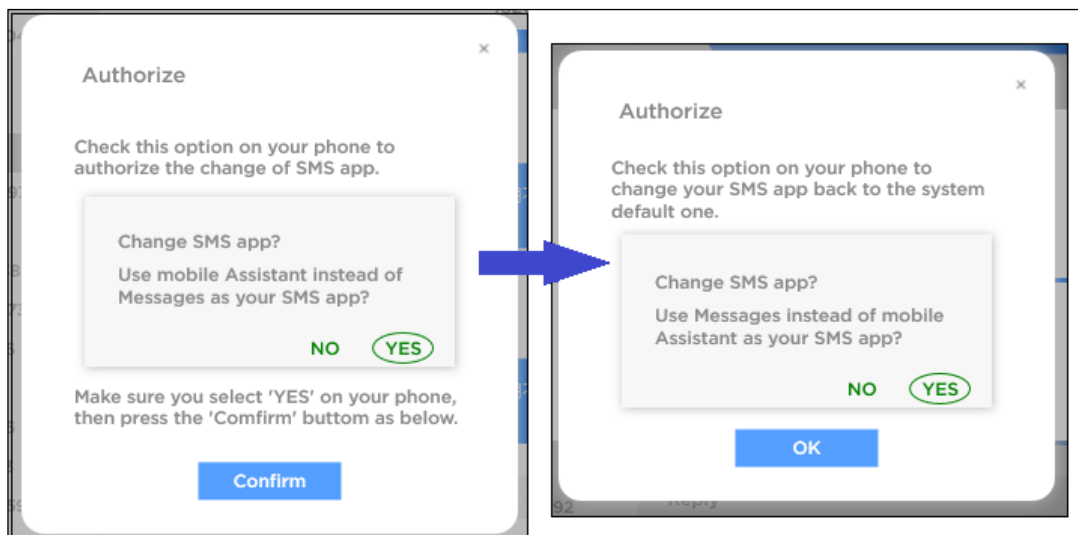 ×
Authorize
Check this option on your phone to
authorize the change of SMS app.
Change SMS app?
Use mobile Assistant instead of
Messages as your SMS app?
NO YES
Make sure you select 'YES' on your phone,
then press the 'Comfirm' buttom as below.
Confirm
×
Authorize
Check this option on your phone to
change your SMS app back to the system
default one.
Change SMS app?
Use Messages instead of mobile
Assistant as your SMS app?
NO YES
OK
92